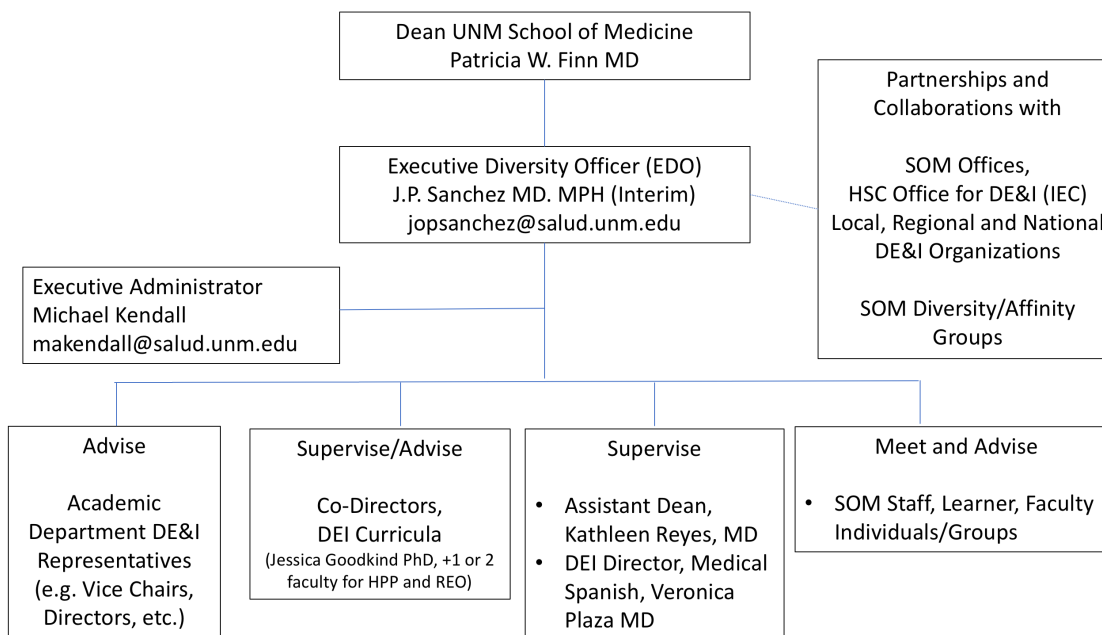 Dean UNM School of Medicine
Patricia W. Finn MD
Partnerships and
Collaborations with
SOM Offices,
HSC Office for DE&I (IEC)
Local, Regional and National
DE&I Organizations
SOM Diversity/Affinity
Groups
Executive Diversity Officer (EDO)
J.P. Sanchez MD. MPH (Interim)
jopsanchez@salud.unm.edu
Executive Administrator
Michael Kendall
makendall@salud.unm.edu
Advise
Academic
Department DE&I
Representatives
(e.g. Vice Chairs,
Directors, etc.)
Supervise/Advise
Co-Directors,
DEI Curricula
(Jessica Goodkind PhD, +1 or 2
faculty for HPP and REO)
Supervise
• Assistant Dean,
Kathleen Reyes, MD
• DEI Director, Medical
Spanish, Veronica
Plaza MD
Meet and Advise
• SOM Staff, Learner, Faculty
Individuals/Groups